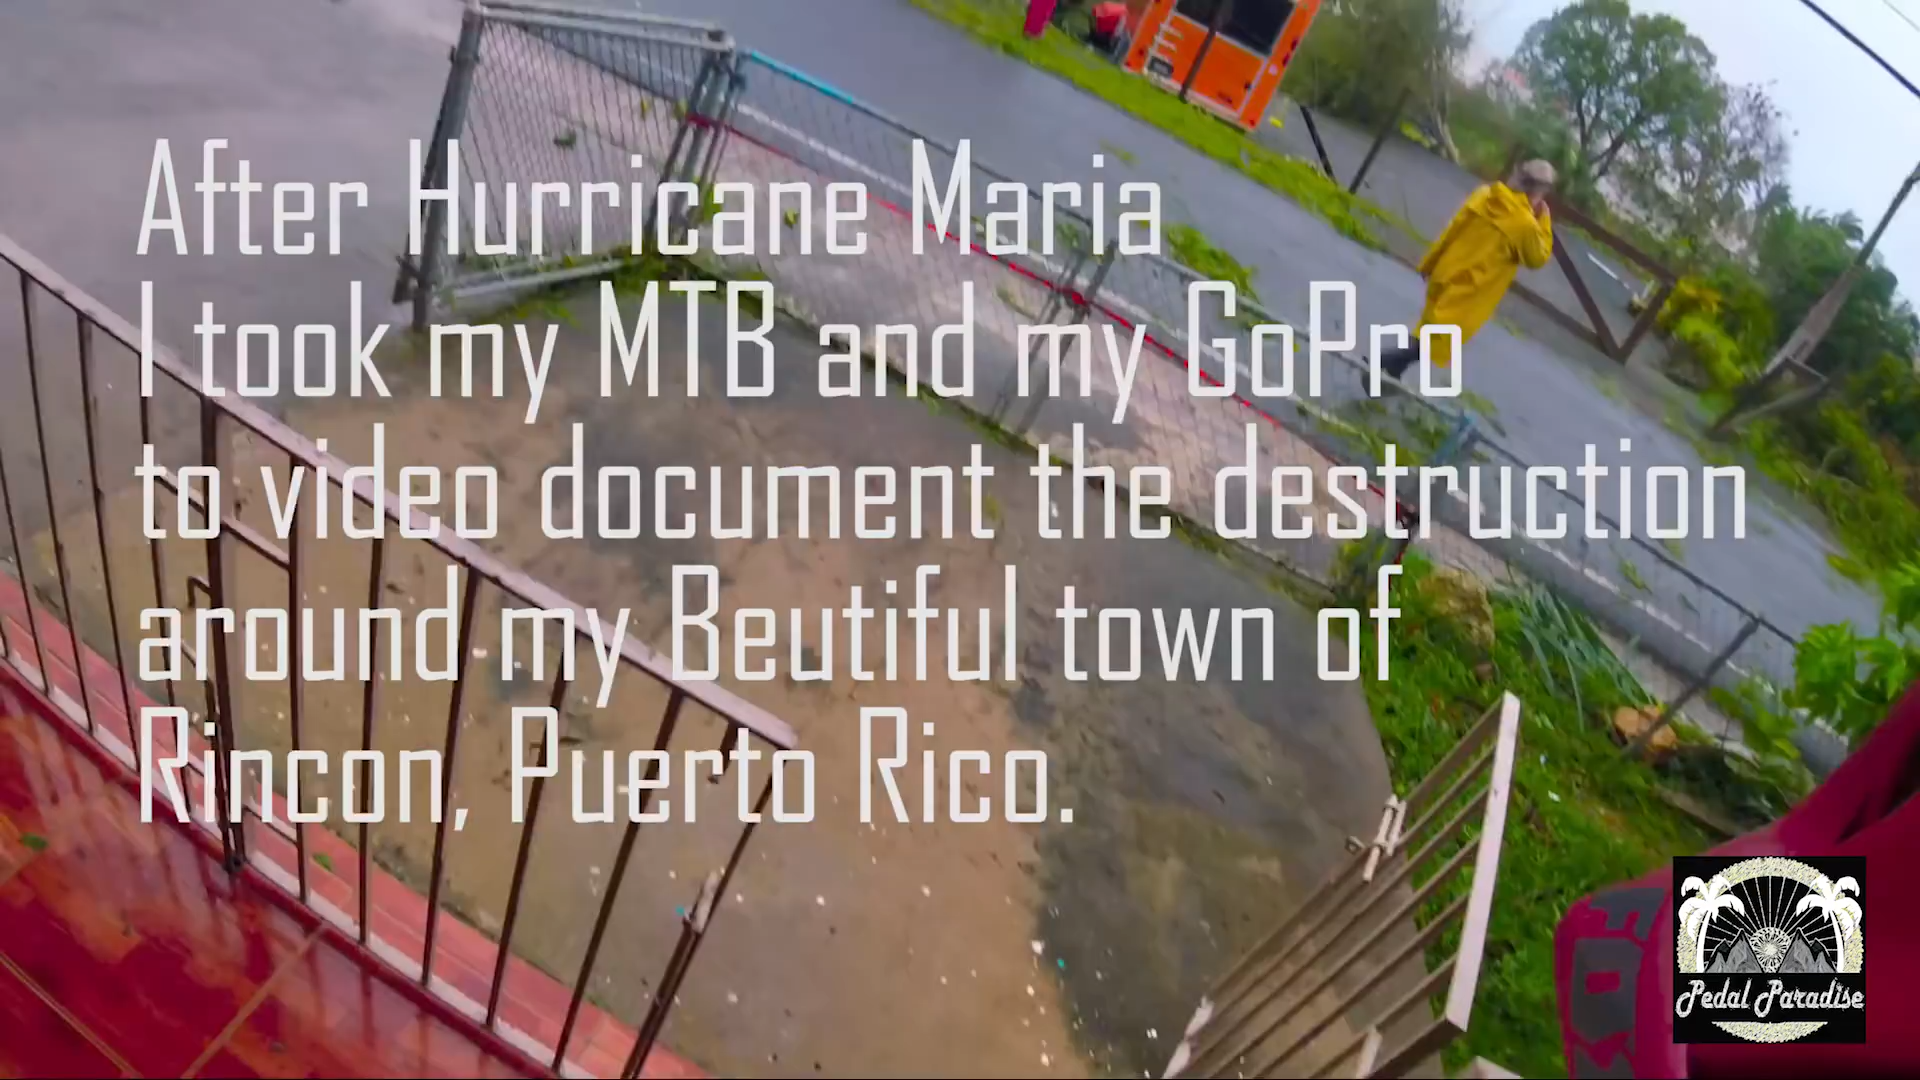 After Hurricane Maria
I took my MTB and my GoPro
to video document the destruction
around my Beutiful town of
Rincon, Puerto Rico.
Pedal Paradise